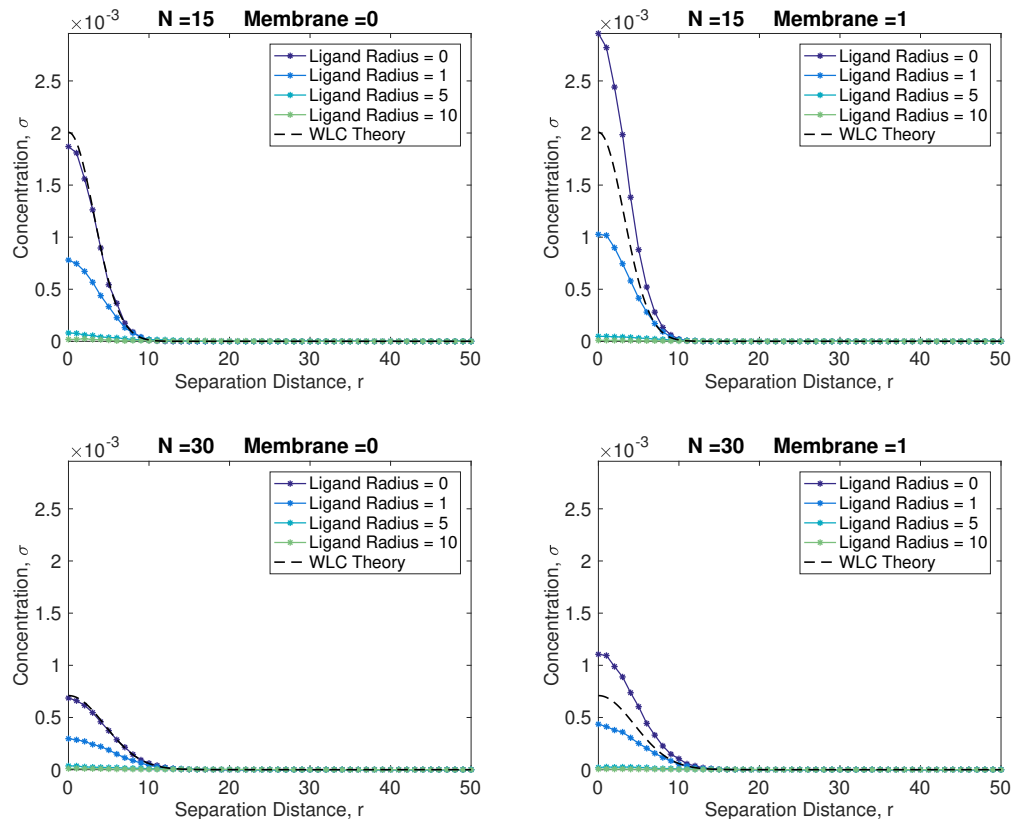 N =15 Membrane =0
×10⁻³
Concentration, σ
2.5
2
1.5
1
0.5
0
0 10 20 30 40 50
Separation Distance, r
Ligand Radius = 0
Ligand Radius = 1
Ligand Radius = 5
Ligand Radius = 10
WLC Theory
N =15 Membrane =1
×10⁻³
Concentration, σ
2.5
2
1.5
1
0.5
0
0 10 20 30 40 50
Separation Distance, r
Ligand Radius = 0
Ligand Radius = 1
Ligand Radius = 5
Ligand Radius = 10
WLC Theory
N =30 Membrane =0
×10⁻³
Concentration, σ
2.5
2
1.5
1
0.5
0
0 10 20 30 40 50
Separation Distance, r
Ligand Radius = 0
Ligand Radius = 1
Ligand Radius = 5
Ligand Radius = 10
WLC Theory
N =30 Membrane =1
×10⁻³
Concentration, σ
2.5
2
1.5
1
0.5
0
0 10 20 30 40 50
Separation Distance, r
Ligand Radius = 0
Ligand Radius = 1
Ligand Radius = 5
Ligand Radius = 10
WLC Theory